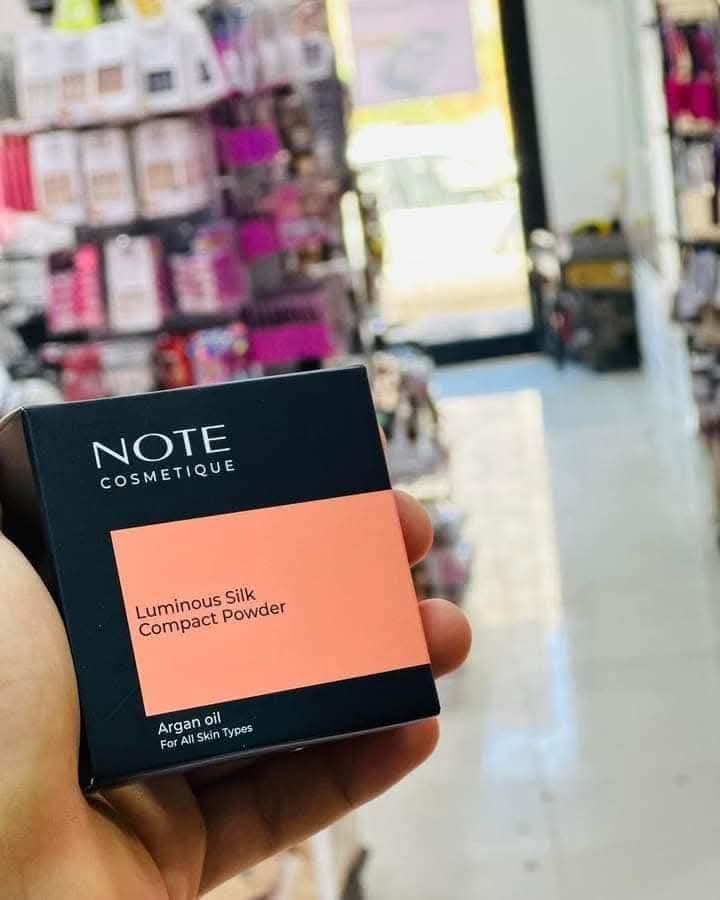 NOTE
COSMETIQUE
Luminous Silk
Compact Powder
Argan oil
For All Skin Types